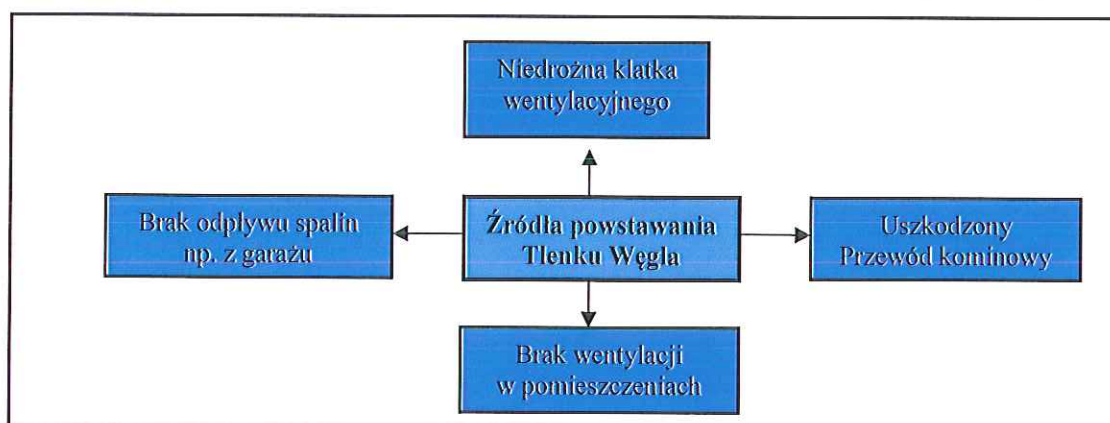 Niedrożna klatka
wentylacyjnego
Brak odpływu spalin
np. z garażu
Źródła powstawania
Tlenku Węgla
Uszkodzony
Przewód kominowy
Brak wentylacji
w pomieszczeniach